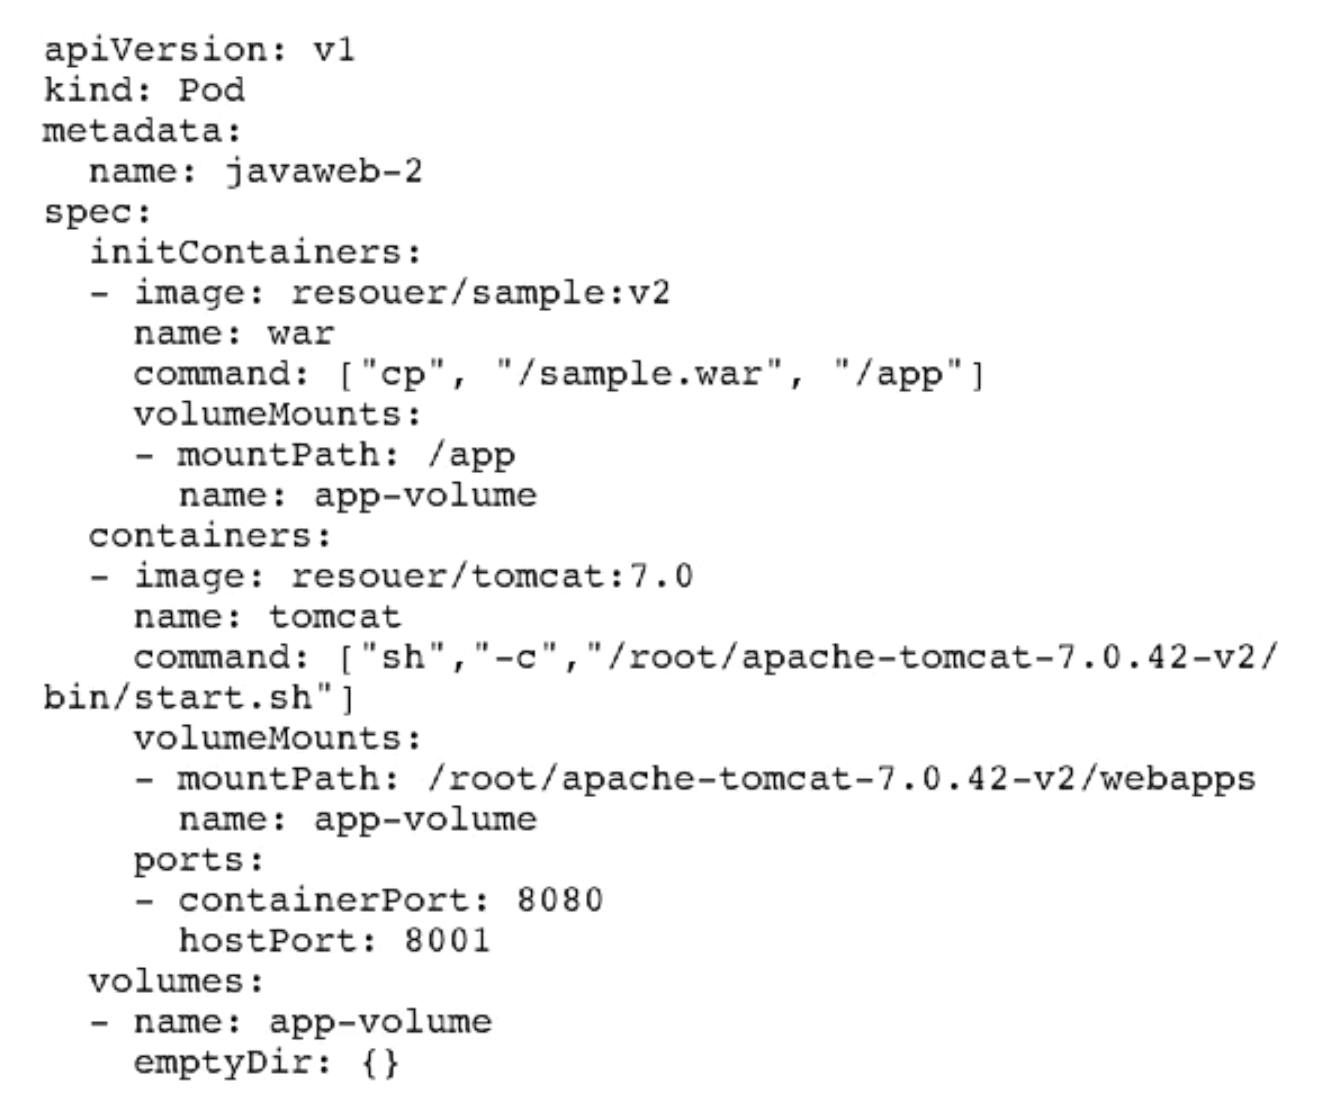 apiVersion: v1
kind: Pod
metadata:
  name: javaweb-2
spec:
  initContainers:
  - image: resouer/sample:v2
    name: war
    command: ["cp", "/sample.war", "/app"]
    volumeMounts:
    - mountPath: /app
      name: app-volume
  containers:
  - image: resouer/tomcat:7.0
    name: tomcat
    command: ["sh","-c","/root/apache-tomcat-7.0.42-v2/
bin/start.sh"]
    volumeMounts:
    - mountPath: /root/apache-tomcat-7.0.42-v2/webapps
      name: app-volume
    ports:
    - containerPort: 8080
      hostPort: 8001
  volumes:
  - name: app-volume
    emptyDir: {}